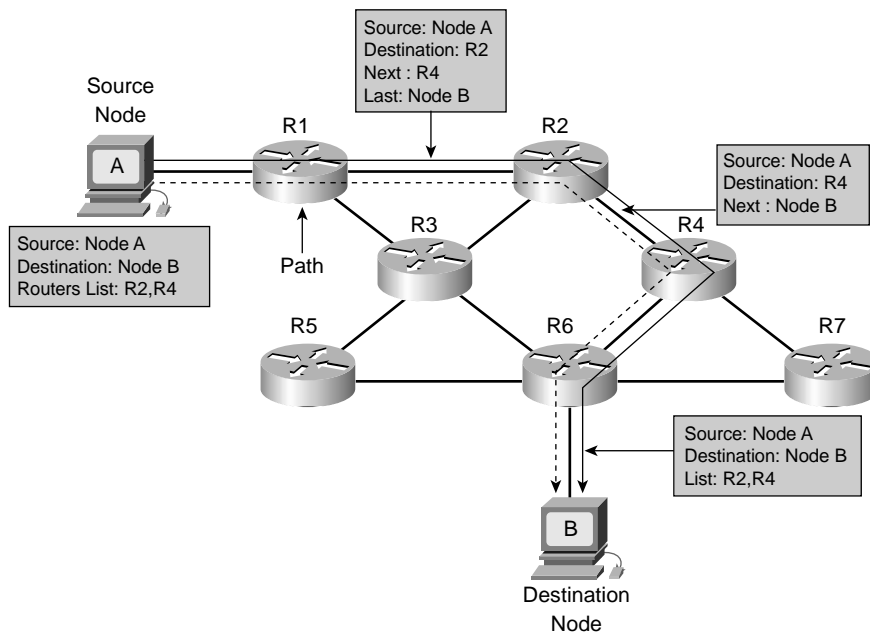 Source: Node A
Destination: R2
Next : R4
Last: Node B
Source
Node
R1
R2
A
Source: Node A
Destination: R4
Next : Node B
Source: Node A
Destination: Node B
Routers List: R2,R4
Path
R3
R4
R5
R6
R7
Source: Node A
Destination: Node B
List: R2,R4
B
Destination
Node